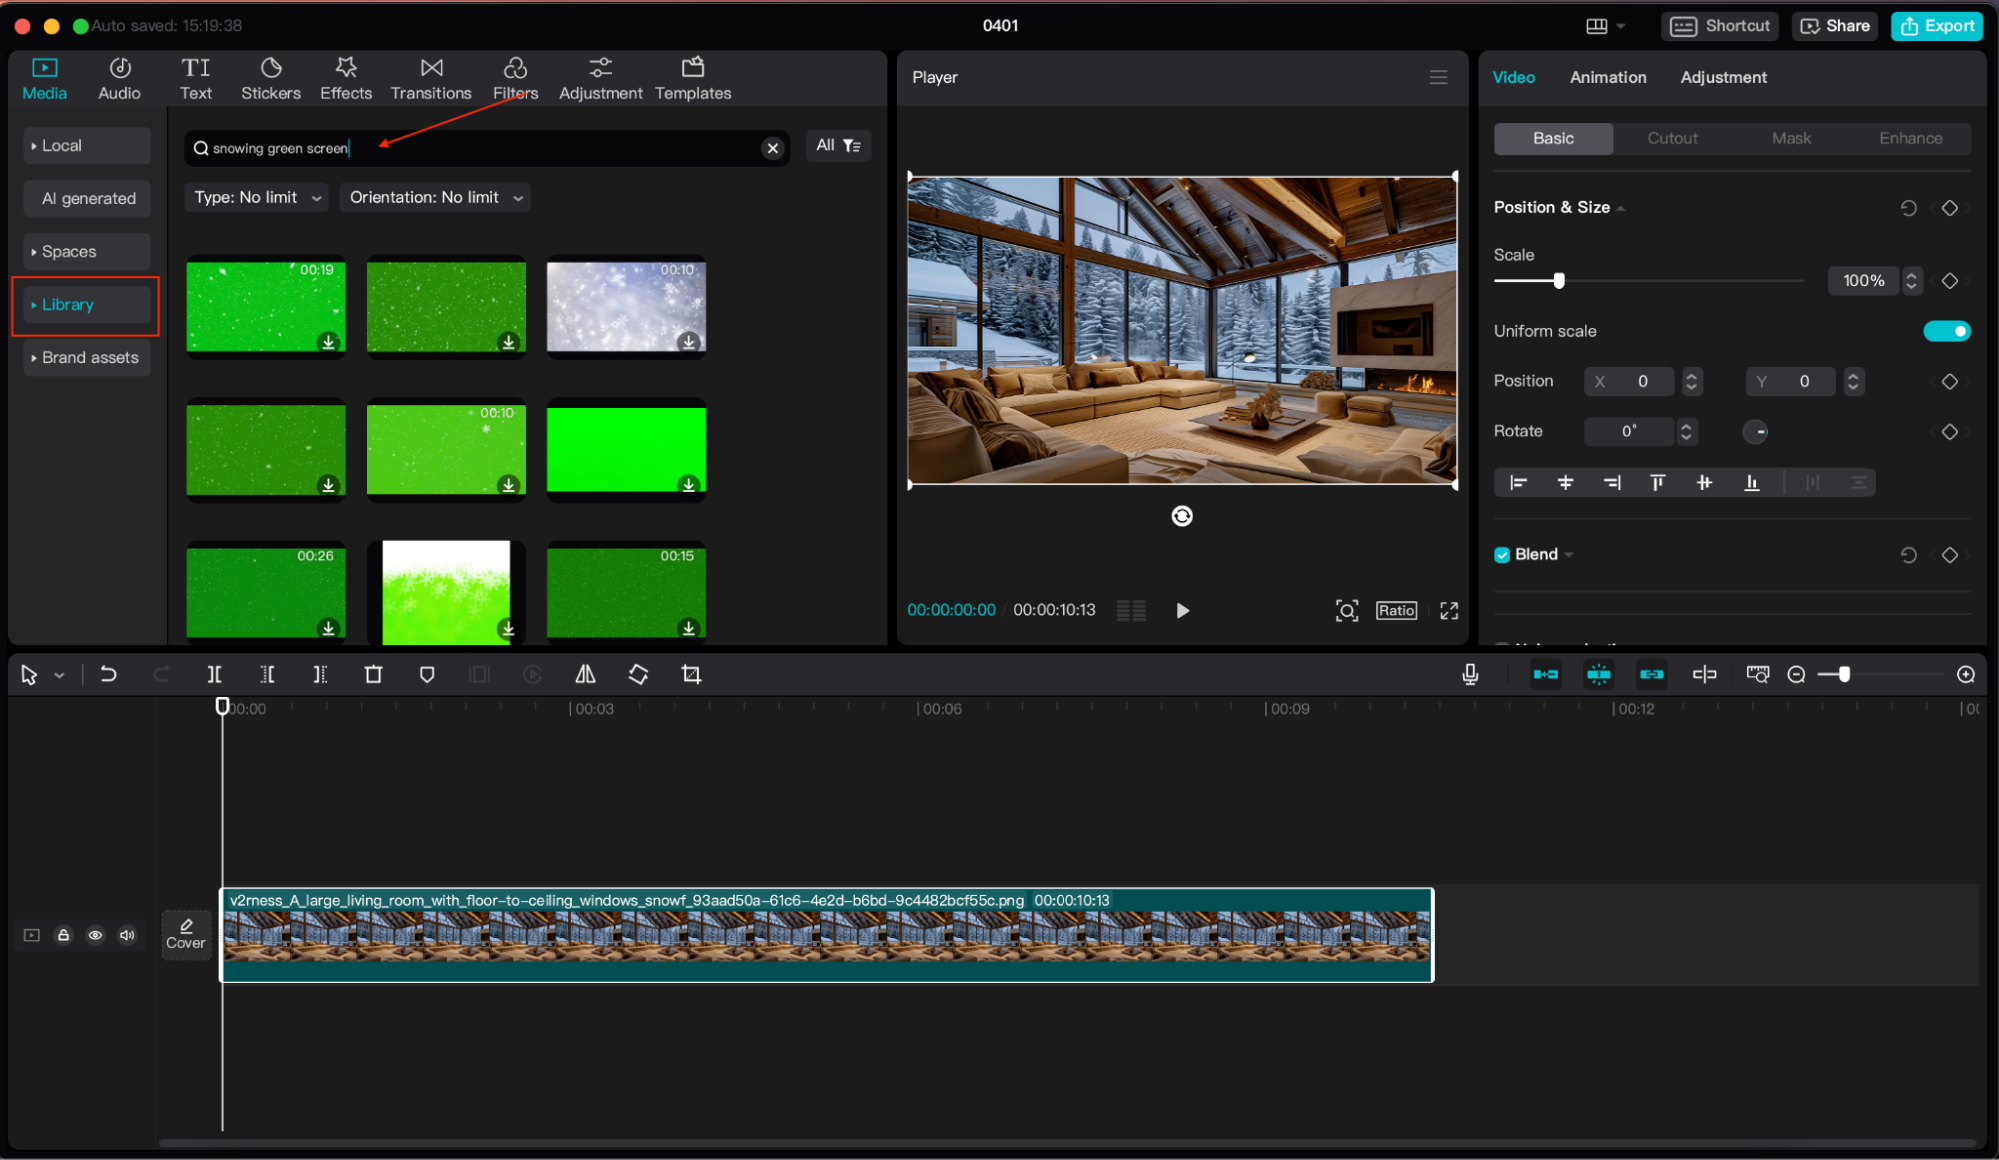 Auto saved: 15:19:38
0401
Shortcut
Share
Export
Media
Audio
TI
Text
Stickers
Effects
Transitions
Filters
Adjustment
Templates
Local
AI generated
Spaces
Library
Brand assets
snowing green screen
All
Type: No limit
Orientation: No limit
00:19
00:10
00:10
00:26
00:15
Player
00:00:00:00
00:00:10:13
Ratio
Video
Animation
Adjustment
Basic
Cutout
Mask
Enhance
Position & Size
Scale
100%
Uniform scale
Position
X 0
Y 0
Rotate
0°
Blend
00:00
00:03
00:06
00:09
00:12
Cover
v2rness_A_large_living_room_with_floor-to-ceiling_windows_snowf_93aad50a-61c6-4e2d-b6bd-9c4482bcf55c.png 00:00:10:13